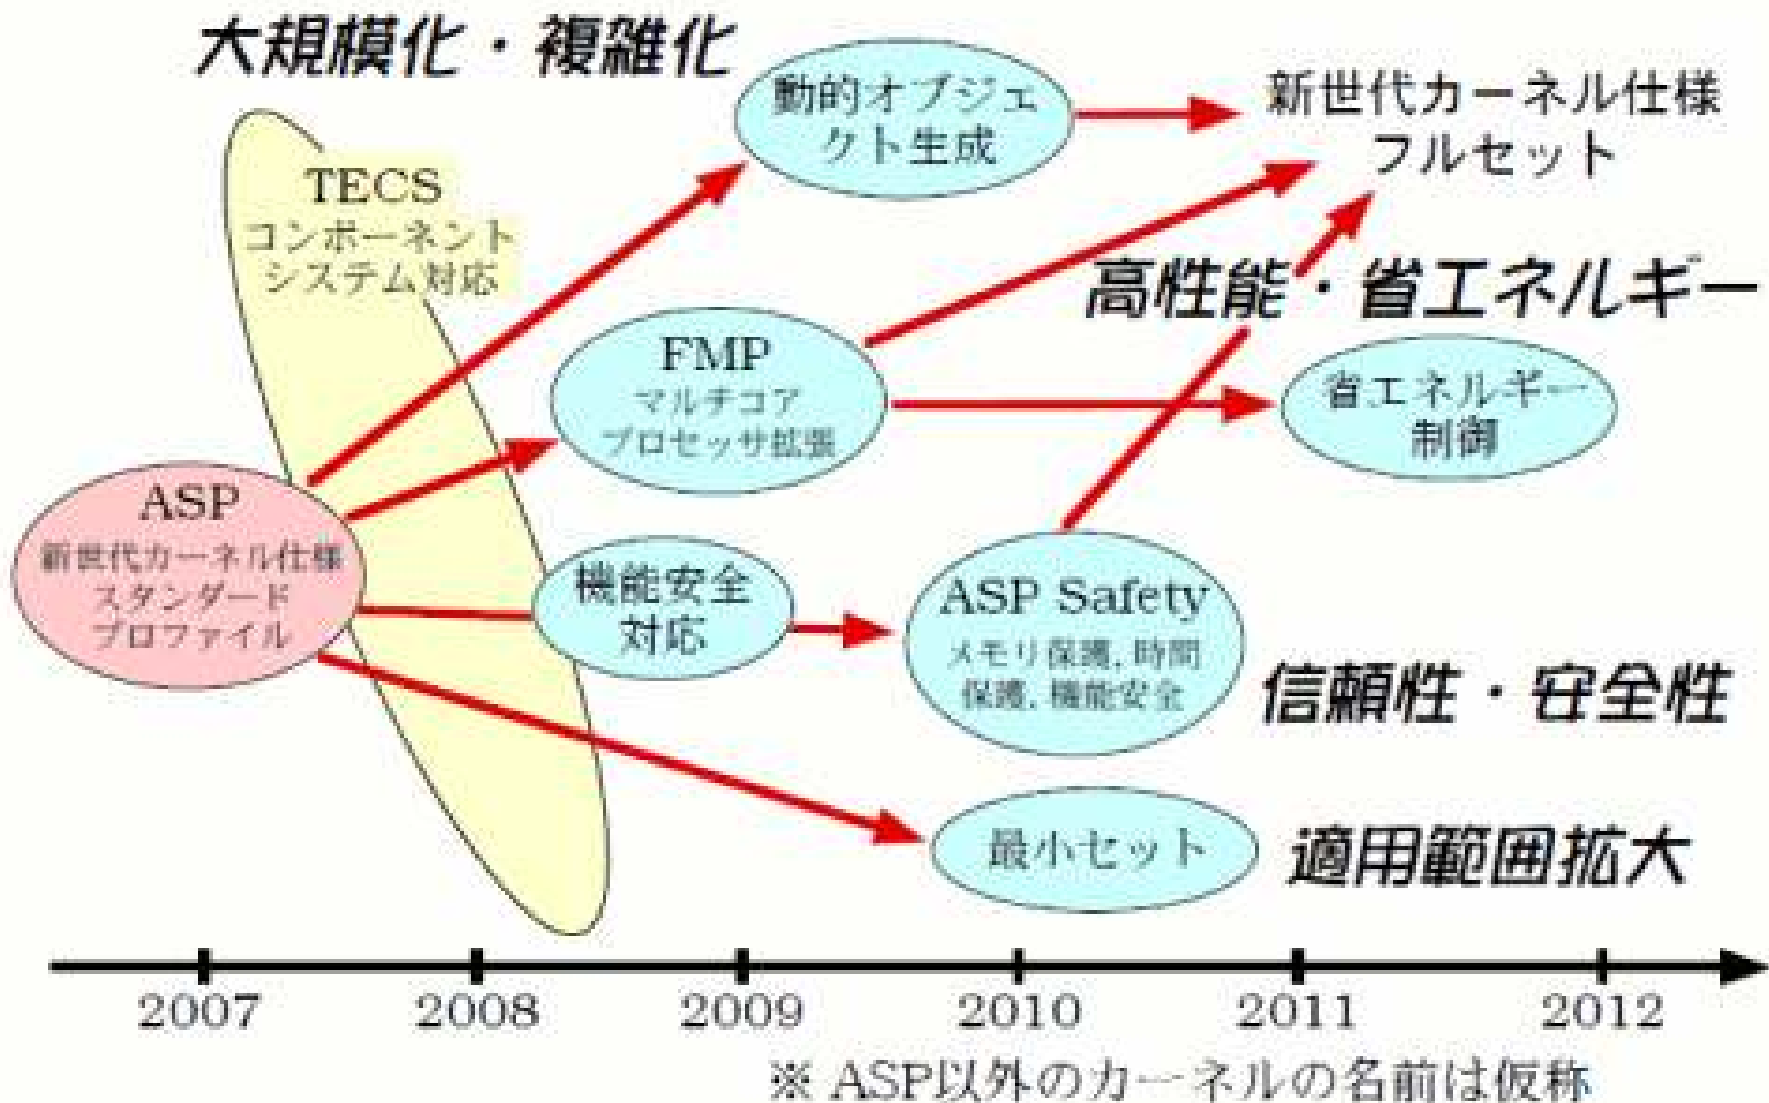 大規模化・複雑化
動的オブジェ
クト生成
新世代カーネル仕様
フルセット
TECS
コンポーネント
システム対応
高性能・省エネルギー
FMP
マルチコア
プロセッサ拡張
省エネルギー
制御
ASP
新世代カーネル仕様
スタンダード
プロファイル
機能安全
対応
ASP Safety
メモリ保護, 時間
保護, 機能安全
信頼性・安全性
最小セット
適用範囲拡大
2007 2008 2009 2010 2011 2012
※ ASP以外のカーネルの名前は仮称